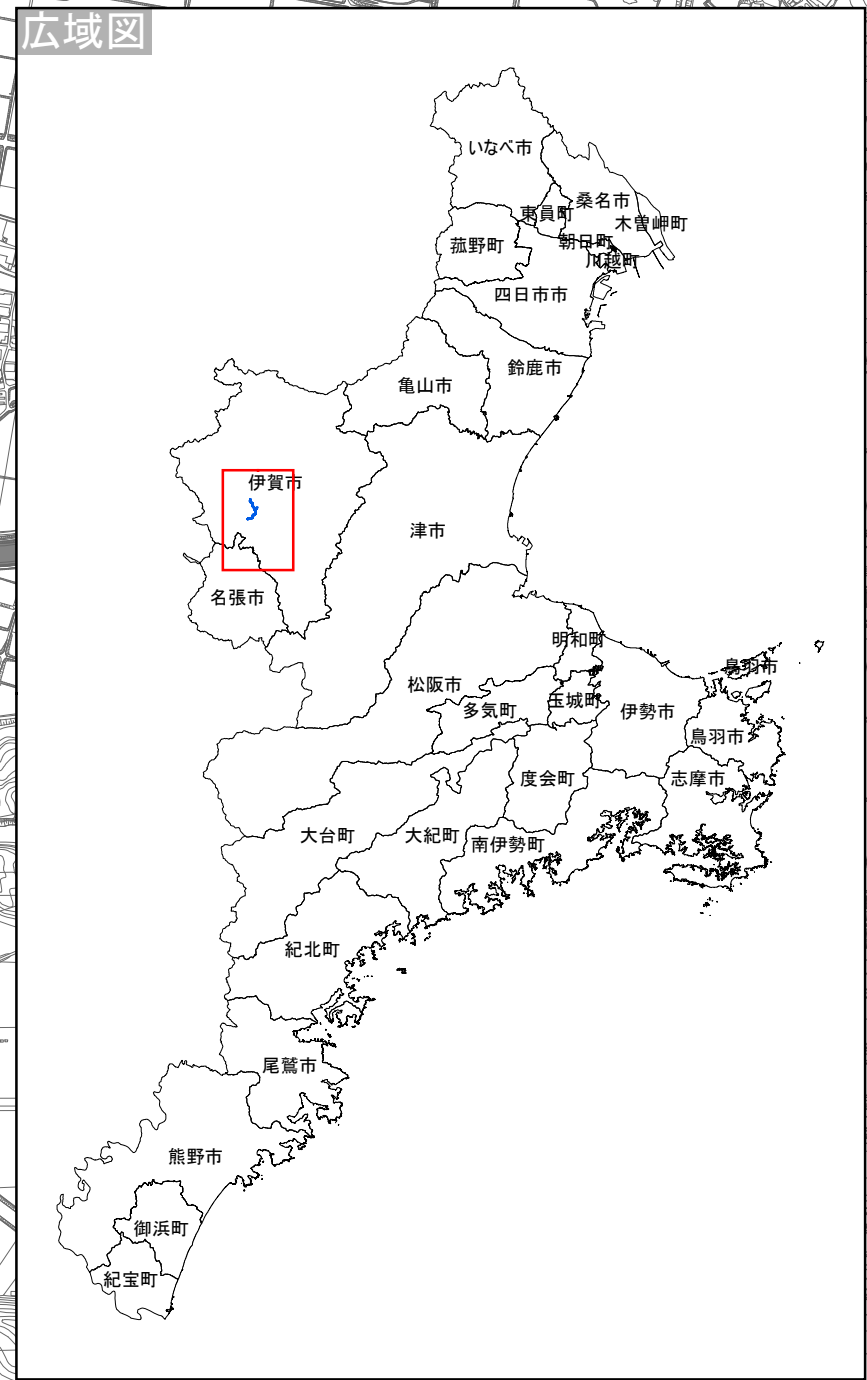 広域図
いなべ市
桑名市
東員町
木曽岬町
朝日町
菰野町
川越町
四日市市
鈴鹿市
亀山市
伊賀市
津市
名張市
明和町
鳥羽市
松阪市
玉城町
多気町
伊勢市
鳥羽市
度会町
志摩市
大台町
大紀町
南伊勢町
紀北町
尾鷲市
熊野市
御浜町
紀宝町